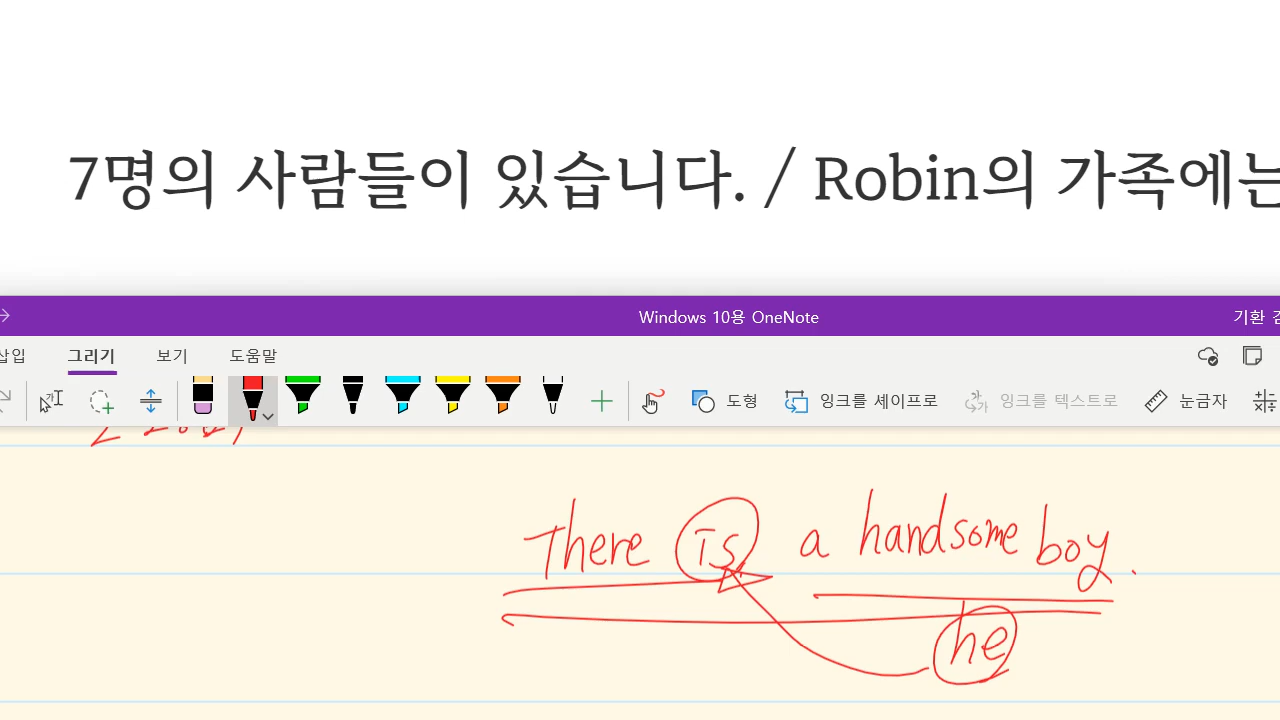 7명의 사람들이 있습니다. / Robin의 가족에는
Windows 10용 OneNote 기환
삽입 그리기 보기 도움말
도형 잉크를 셰이프로 잉크를 텍스트로 눈금자
There is a handsome boy.
he